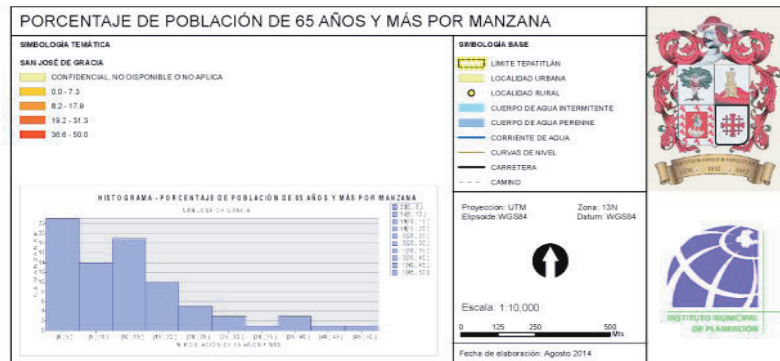 PORCENTAJE DE POBLACIÓN DE 65 AÑOS Y MÁS POR MANZANA
SIMBOLOGÍA TEMÁTICA
SAN JOSÉ DE GRACIA
CONFIDENCIAL, NO DISPONIBLE O NO APLICA
0.0 - 7.3
8.2 - 17.9
19.2 - 31.3
36.6 - 50.0
HISTOGRAMA - PORCENTAJE DE POBLACIÓN DE 65 AÑOS Y MÁS POR MANZANA
SAN JOSÉ DE GRACIA
% POBLACIÓN DE 65 AÑOS Y MÁS
SIMBOLOGÍA BASE
LÍMITE TEPATITLÁN
LOCALIDAD URBANA
LOCALIDAD RURAL
CUERPO DE AGUA INTERMITENTE
CUERPO DE AGUA PERENNE
CORRIENTE DE AGUA
CURVAS DE NIVEL
CARRETERA
CAMINO
Proyección: UTM
Zona: 13N
Elipsoide: WGS84
Datum: WGS84
Escala: 1:10,000
0 125 250 500
Mts
Fecha de elaboración: Agosto 2014
INSTITUTO MUNICIPAL
DE PLANEACIÓN